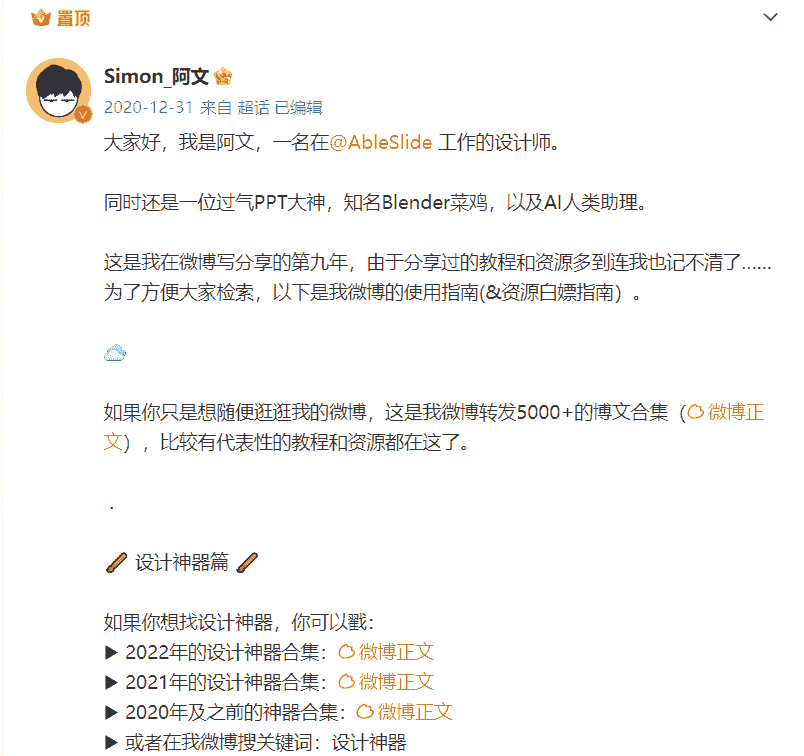 置顶
Simon_阿文
2020-12-31 来自 超话 已编辑
大家好，我是阿文，一名在@AbleSlide 工作的设计师。
同时还是一位过气PPT大神，知名Blender菜鸡，以及AI人类助理。
这是我在微博写分享的第九年，由于分享过的教程和资源多到连我也记不清了……
为了方便大家检索，以下是我微博的使用指南(&资源白嫖指南）。
如果你只是想随便逛逛我的微博，这是我微博转发5000+的博文合集（微博正
文），比较有代表性的教程和资源都在这了。
.
设计神器篇
如果你想找设计神器，你可以戳：
▶ 2022年的设计神器合集：微博正文
▶ 2021年的设计神器合集：微博正文
▶ 2020年及之前的神器合集：微博正文
▶ 或者在我微博搜关键词：设计神器